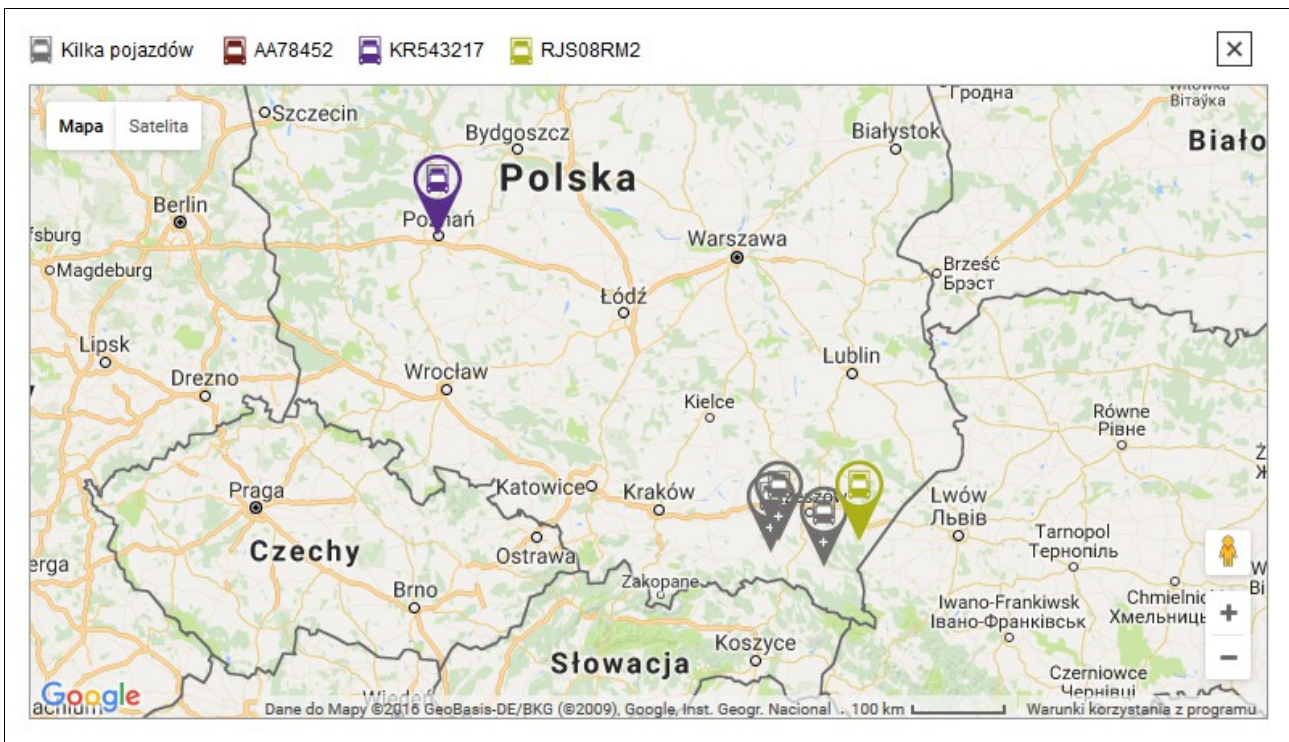 Kilka pojazdów AA78452 KR543217 RJS08RM2
Mapa Satelita
Szczecin
Гродна
Вітаўка
Bydgoszcz
Białystok
Biało
Polska
Berlin
Poznań
fsburg
Warszawa
Magdeburg
Brześć
Брэст
Łódź
Lipsk
Lublin
Drezno
Wrocław
Kielce
Równe
Рівне
Praga
Katowice
Kraków
Lwów
Львів
Tarnopol
Тернопіль
Czechy
Ostrawa
erga
Zakopane
Brno
Iwano-Frankiwsk
Івано-Франківськ
Koszyce
Słowacja
Czerniowce
Чернівці
Google
Wiedeń
Dane do Mapy ©2016 GeoBasis-DE/BKG (©2009), Google, Inst. Geogr. Nacional 100 km Warunki korzystania z programu